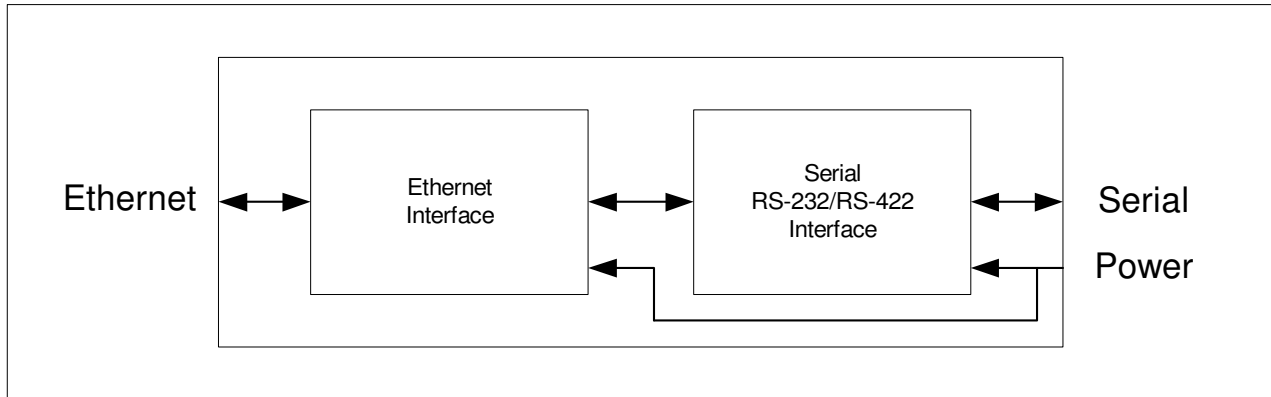 Ethernet
Ethernet
Interface
Serial
RS-232/RS-422
Interface
Serial
Power